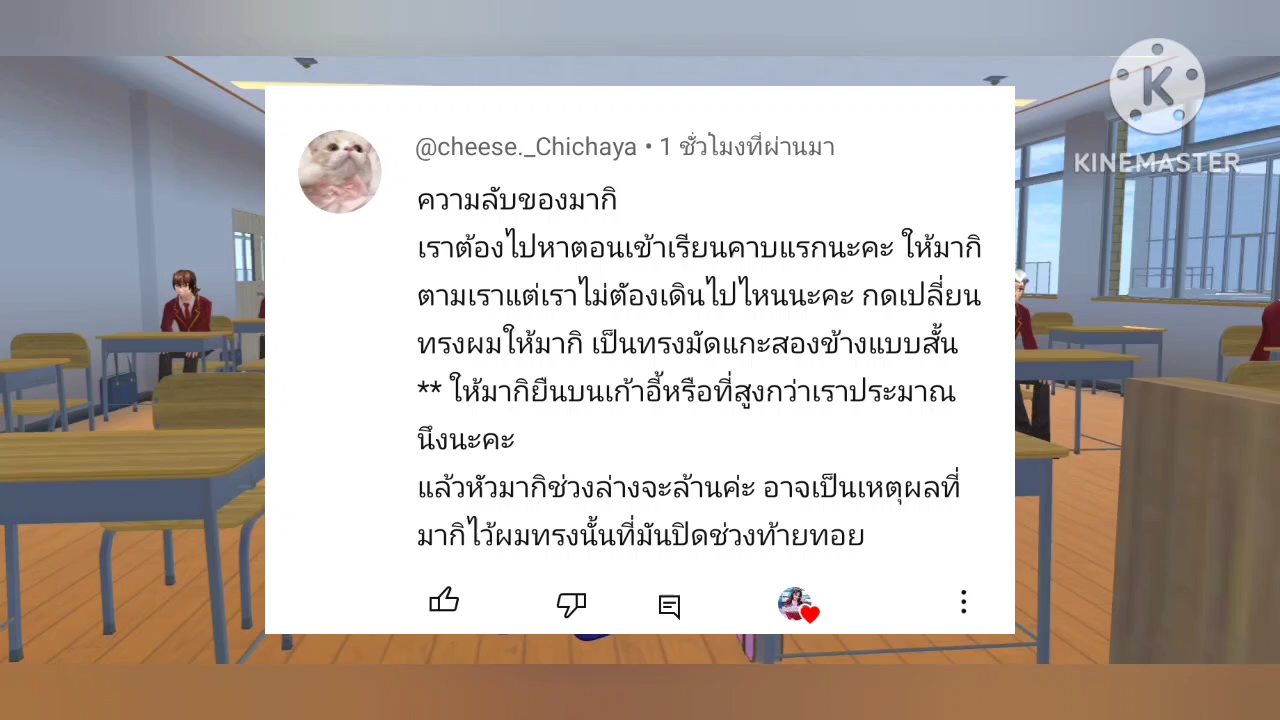 @cheese._Chichaya • 1 ชั่วโมงที่ผ่านมา
ความลับของมากิ
เราต้องไปหาตอนเข้าเรียนคาบแรกนะคะ ให้มากิ
ตามเราแต่เราไม่ต้องเดินไปไหนนะคะ กดเปลี่ยน
ทรงผมให้มากิ เป็นทรงมัดแกะสองข้างแบบสั้น
** ให้มากิยืนบนเก้าอี้หรือที่สูงกว่าเราประมาณ
นึงนะคะ
แล้วหัวมากิช่วงล่างจะล้านค่ะ อาจเป็นเหตุผลที่
มากิไว้ผมทรงนั้นที่มันปิดช่วงท้ายทอย
K
KINEMASTER